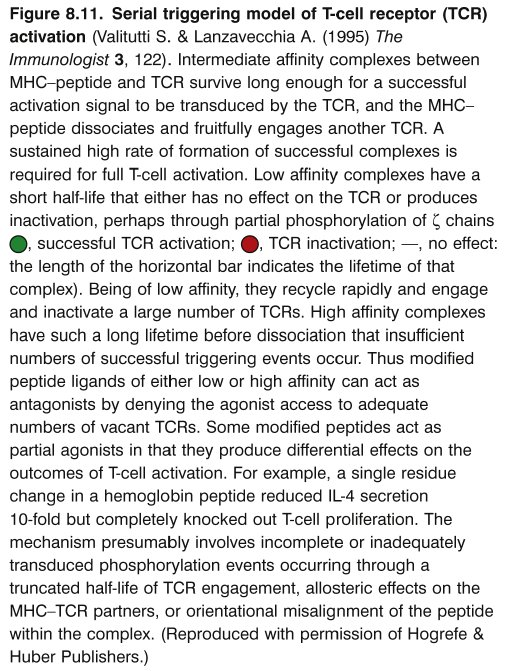 Figure 8.11. Serial triggering model of T-cell receptor (TCR)
activation (Valitutti S. & Lanzavecchia A. (1995) The
Immunologist 3, 122). Intermediate affinity complexes between
MHC–peptide and TCR survive long enough for a successful
activation signal to be transduced by the TCR, and the MHC–
peptide dissociates and fruitfully engages another TCR. A
sustained high rate of formation of successful complexes is
required for full T-cell activation. Low affinity complexes have a
short half-life that either has no effect on the TCR or produces
inactivation, perhaps through partial phosphorylation of ζ chains
, successful TCR activation; , TCR inactivation; —, no effect:
the length of the horizontal bar indicates the lifetime of that
complex). Being of low affinity, they recycle rapidly and engage
and inactivate a large number of TCRs. High affinity complexes
have such a long lifetime before dissociation that insufficient
numbers of successful triggering events occur. Thus modified
peptide ligands of either low or high affinity can act as
antagonists by denying the agonist access to adequate
numbers of vacant TCRs. Some modified peptides act as
partial agonists in that they produce differential effects on the
outcomes of T-cell activation. For example, a single residue
change in a hemoglobin peptide reduced IL-4 secretion
10-fold but completely knocked out T-cell proliferation. The
mechanism presumably involves incomplete or inadequately
transduced phosphorylation events occurring through a
truncated half-life of TCR engagement, allosteric effects on the
MHC–TCR partners, or orientational misalignment of the peptide
within the complex. (Reproduced with permission of Hogrefe &
Huber Publishers.)